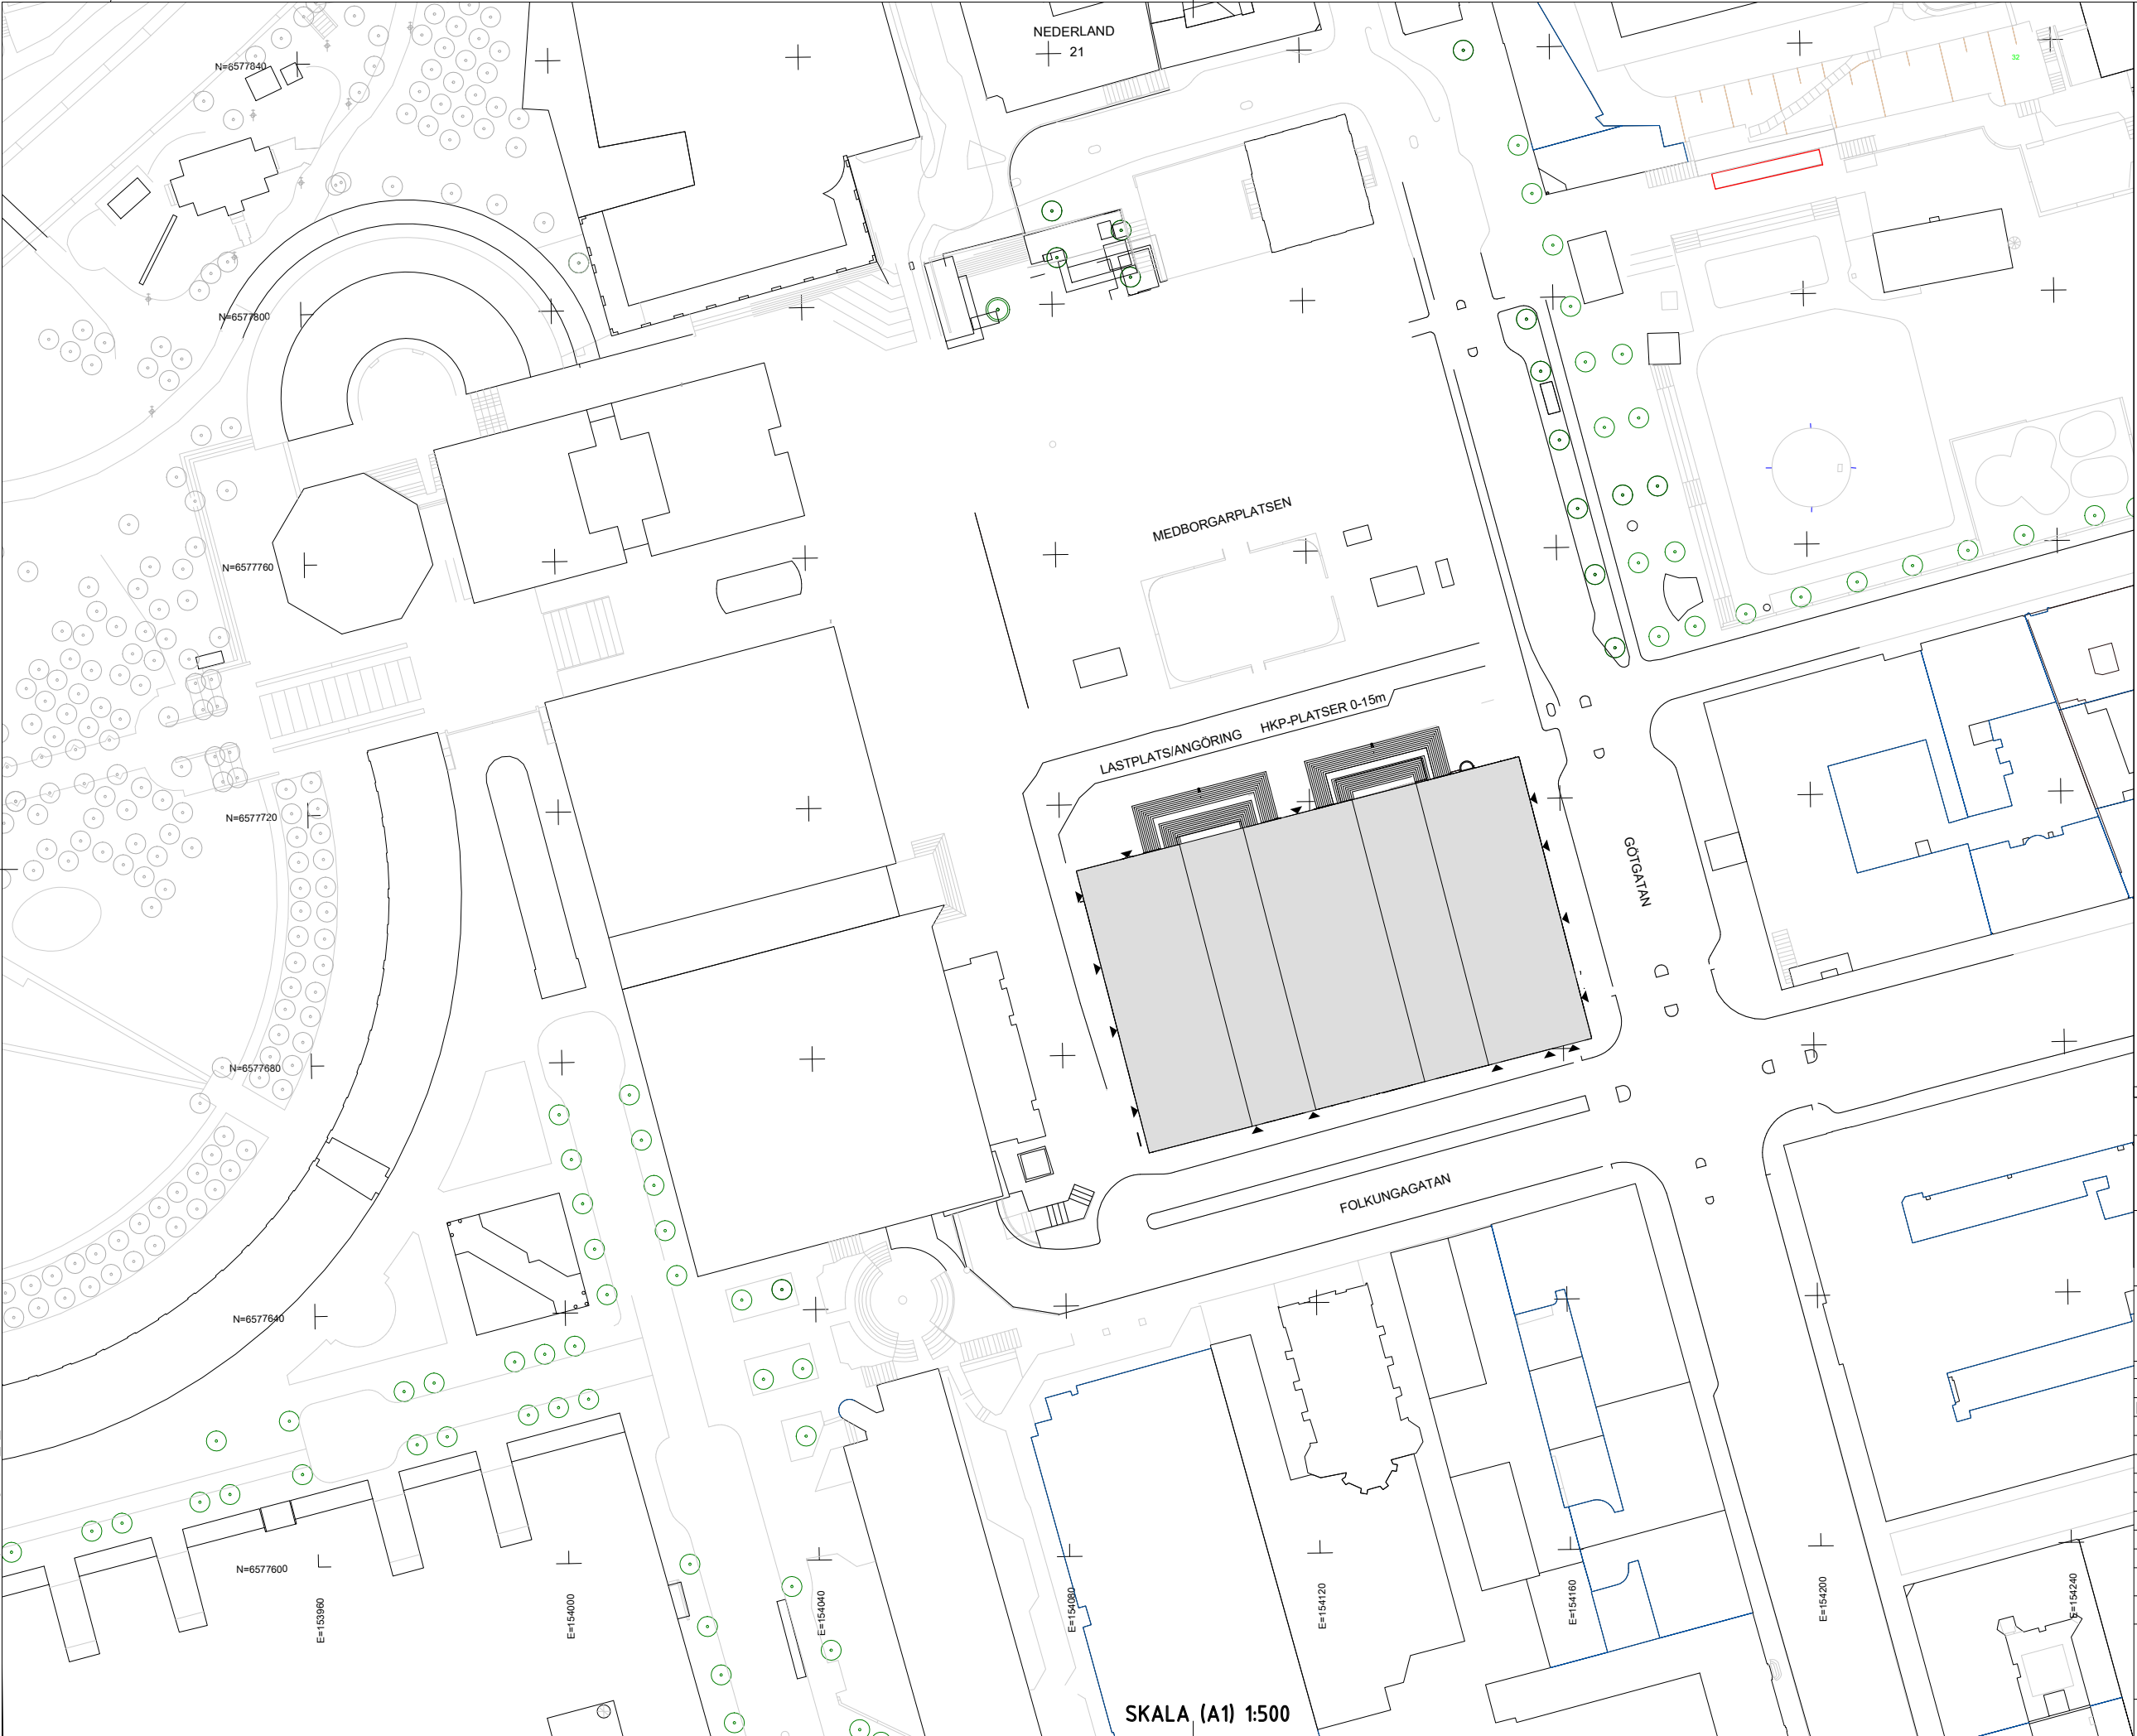 NEDERLAND
21
32
N=6577840
N=6577800
MEDBORGARPLATSEN
N=6577760
LASTPLATS/ANGÖRING HKP-PLATSER 0-15m
N=6577720
GÖTGATAN
N=6577680
FOLKUNGAGATAN
N=6577640
N=6577600
E=153960
E=154000
E=154040
E=154080
E=154120
E=154160
E=154200
E=154240
SKALA (A1) 1:500